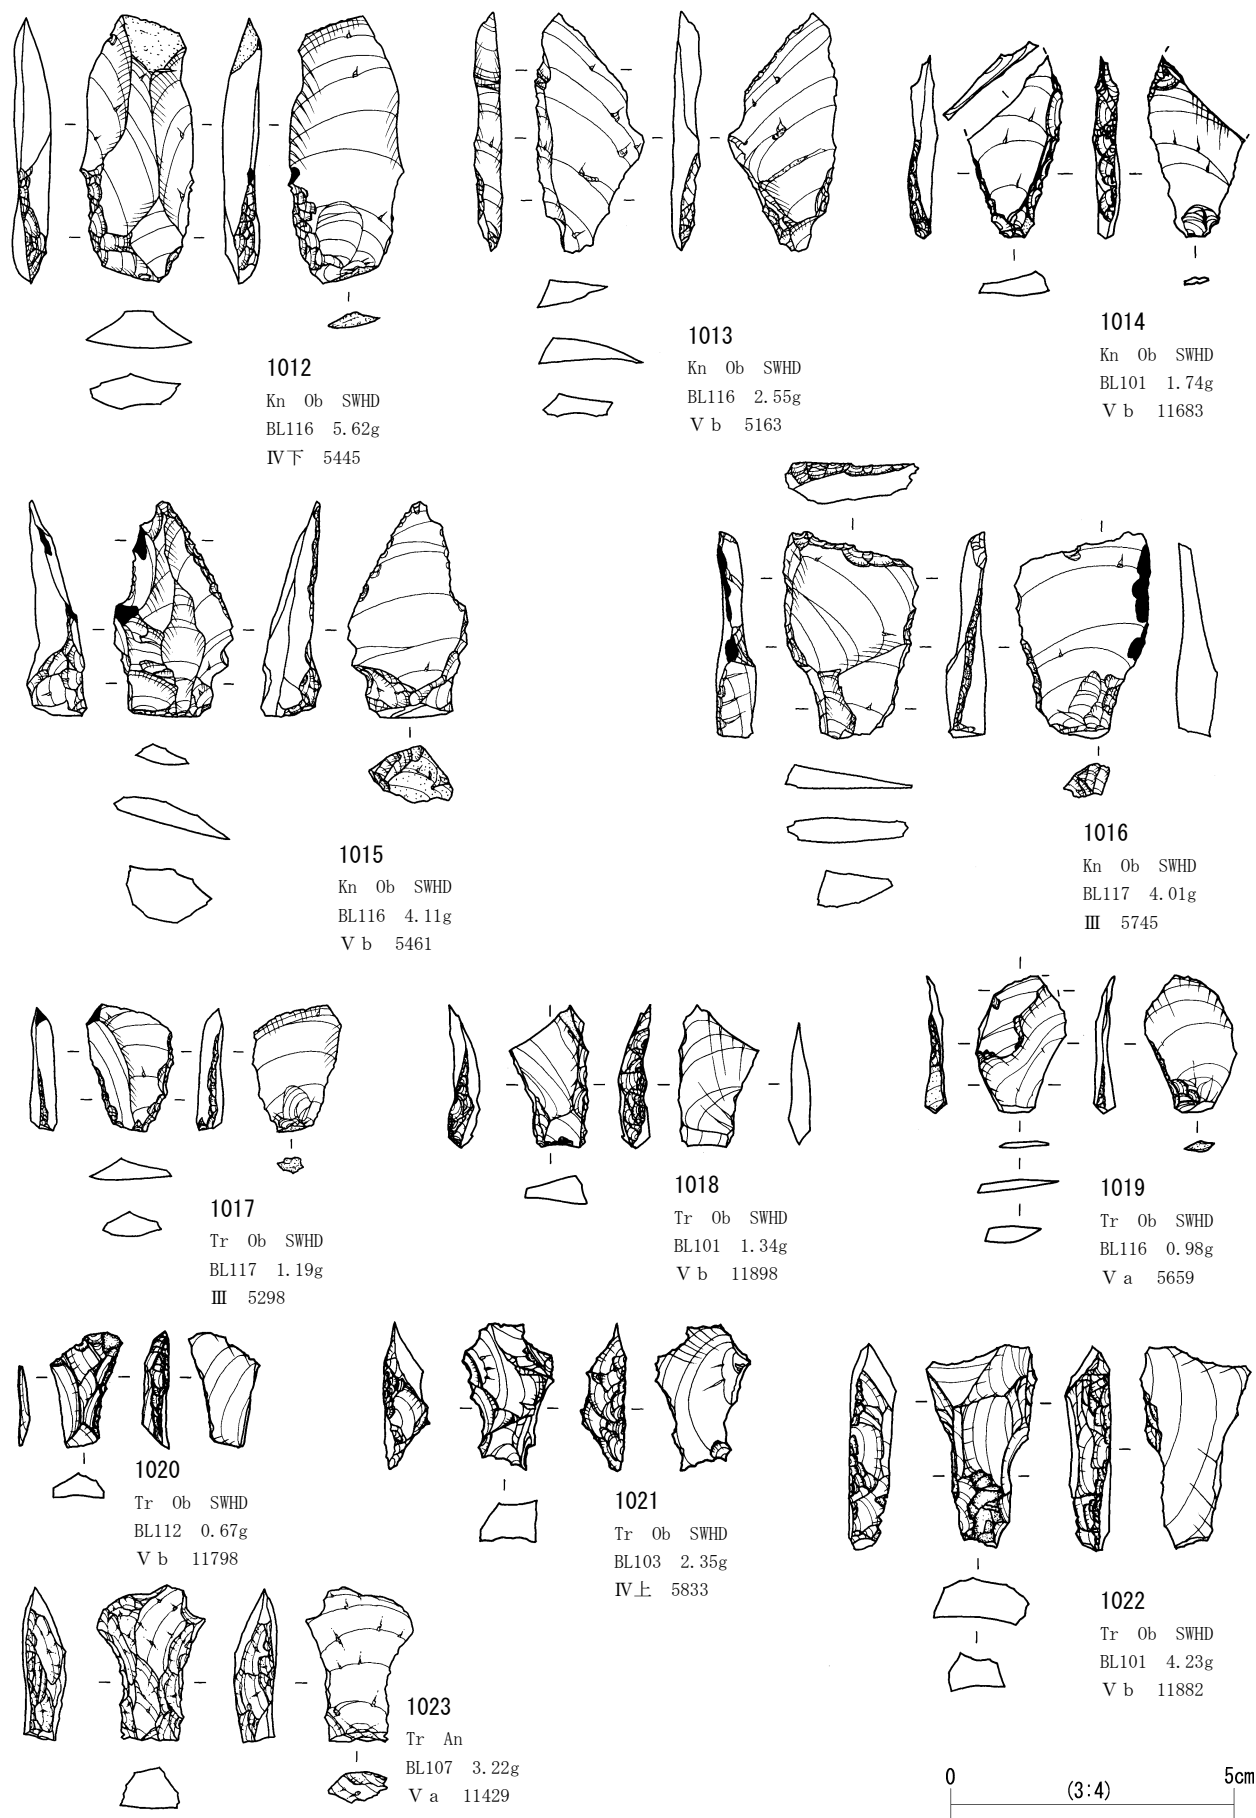 1012
Kn Ob SWHD
BL116 5.62g
Ⅳ下 5445
1013
Kn Ob SWHD
BL116 2.55g
Ⅴb 5163
1014
Kn Ob SWHD
BL101 1.74g
Ⅴb 11683
1015
Kn Ob SWHD
BL116 4.11g
Ⅴb 5461
1016
Kn Ob SWHD
BL117 4.01g
Ⅲ 5745
1017
Tr Ob SWHD
BL117 1.19g
Ⅲ 5298
1018
Tr Ob SWHD
BL101 1.34g
Ⅴb 11898
1019
Tr Ob SWHD
BL116 0.98g
Ⅴa 5659
1020
Tr Ob SWHD
BL112 0.67g
Ⅴb 11798
1021
Tr Ob SWHD
BL103 2.35g
Ⅳ上 5833
1022
Tr Ob SWHD
BL101 4.23g
Ⅴb 11882
1023
Tr An
BL107 3.22g
Ⅴa 11429
0 (3:4) 5cm